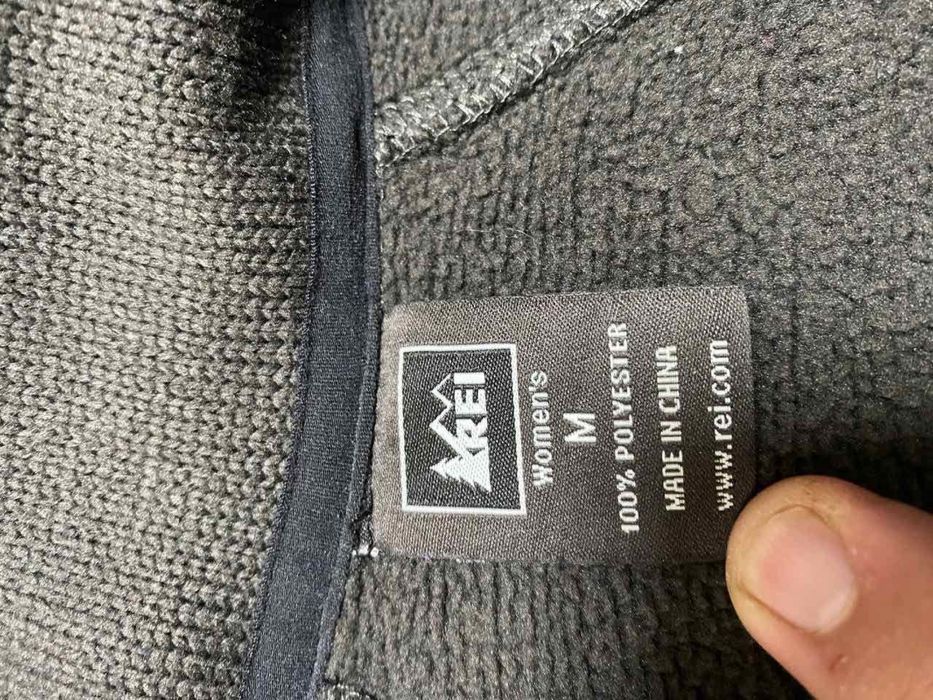 REI
Women's
M
100% POLYESTER
MADE IN CHINA
www.rei.com